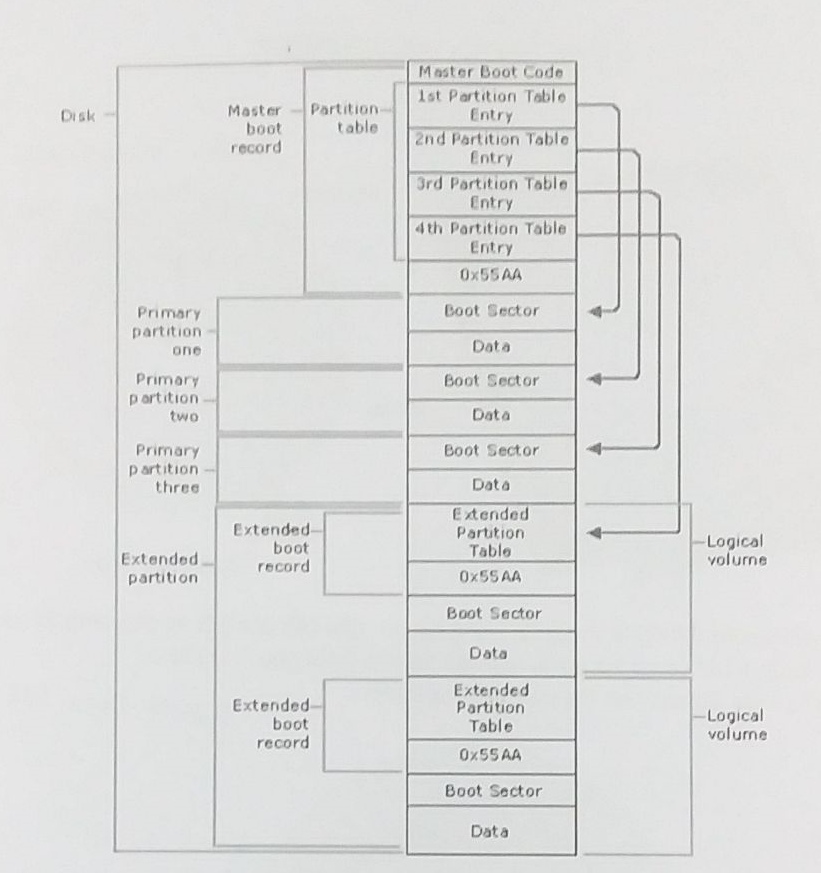 Disk
Master
boot
record
Partition
table
Master Boot Code
1st Partition Table
Entry
2nd Partition Table
Entry
3rd Partition Table
Entry
4th Partition Table
Entry
0x55AA
Primary
partition
one
Boot Sector
Data
Primary
partition
two
Boot Sector
Data
Primary
partition
three
Boot Sector
Data
Extended
partition
Extended
boot
record
Extended
Partition
Table
0x55AA
Boot Sector
Data
Logical
volume
Extended
boot
record
Extended
Partition
Table
0x55AA
Boot Sector
Data
Logical
volume